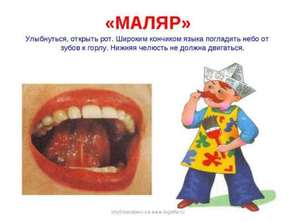 «МАЛЯР»
Улыбнуться, открыть рот. Широким кончиком языка погладить небо от
зубов к горлу. Нижняя челюсть не должна двигаться.